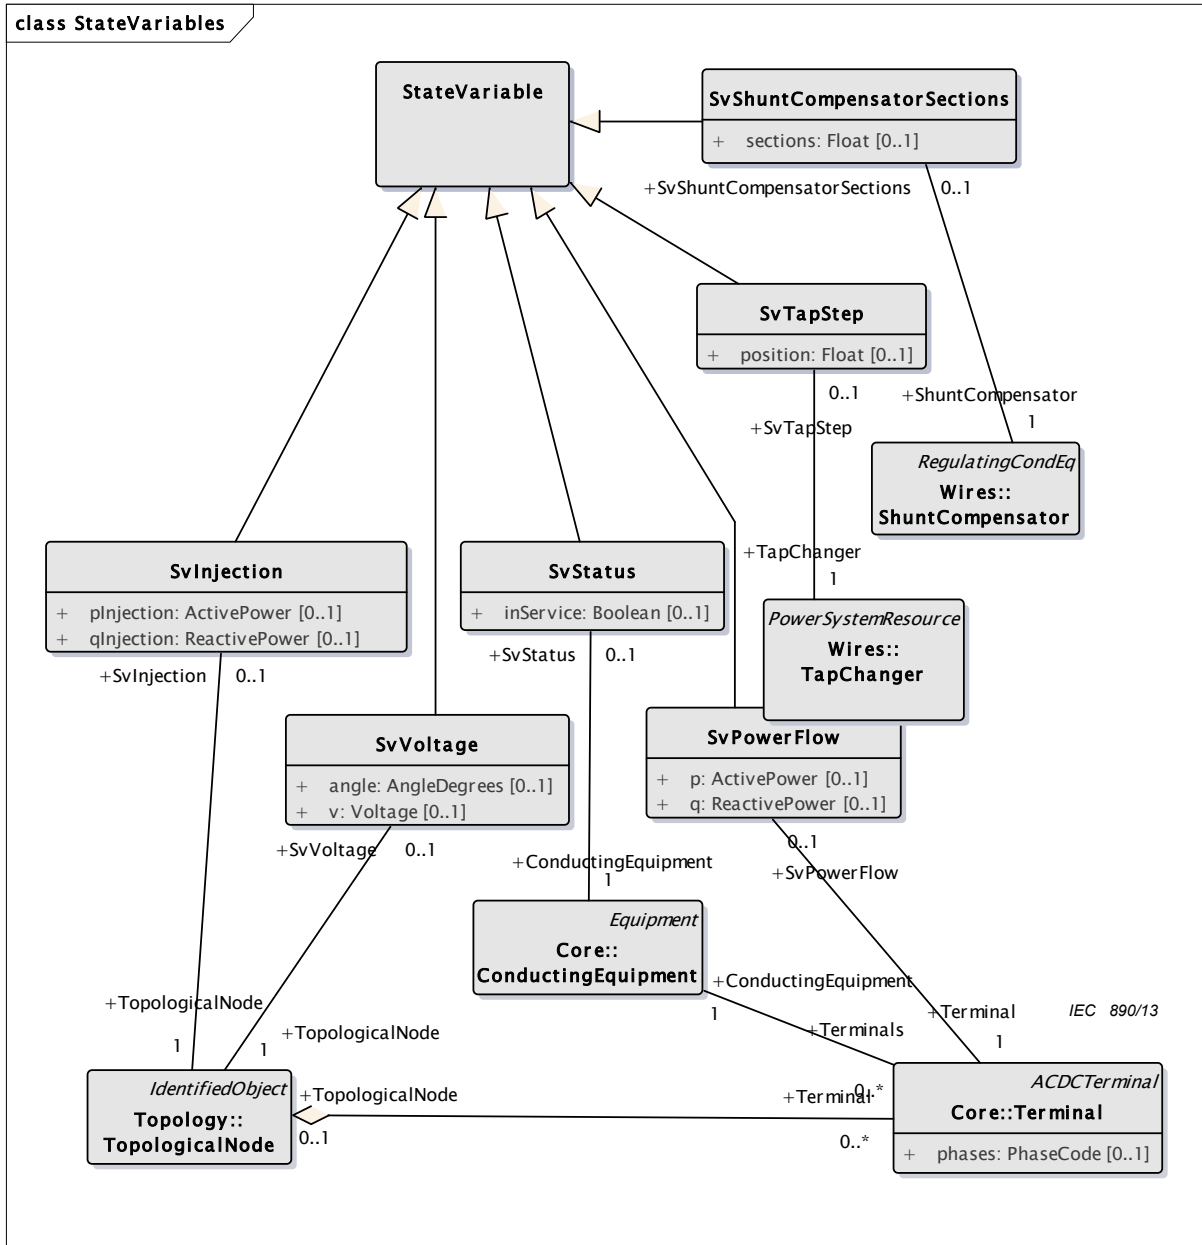 class StateVariables
StateVariable
SvShuntCompensatorSections
+ sections: Float [0..1]
+SvShuntCompensatorSections
0..1
SvTapStep
+ position: Float [0..1]
0..1
+SvTapStep
+ShuntCompensator
1
RegulatingCondEq
Wires::
ShuntCompensator
SvInjection
+ pInjection: ActivePower [0..1]
+ qInjection: ReactivePower [0..1]
+SvInjection
0..1
SvStatus
+ inService: Boolean [0..1]
+SvStatus
0..1
+TapChanger
1
PowerSystemResource
Wires::
TapChanger
SvVoltage
+ angle: AngleDegrees [0..1]
+ v: Voltage [0..1]
+SvVoltage
0..1
SvPowerFlow
+ p: ActivePower [0..1]
+ q: ReactivePower [0..1]
0..1
+SvPowerFlow
+ConductingEquipment
1
Equipment
Core::
ConductingEquipment
+ConductingEquipment
1
+Terminals
0..*
+Terminal
1
IEC 890/13
+TopologicalNode
1
+TopologicalNode
1
IdentifiedObject
Topology::
TopologicalNode
+TopologicalNode
0..1
+Terminal
0..*
ACDCTerminal
Core::Terminal
+ phases: PhaseCode [0..1]